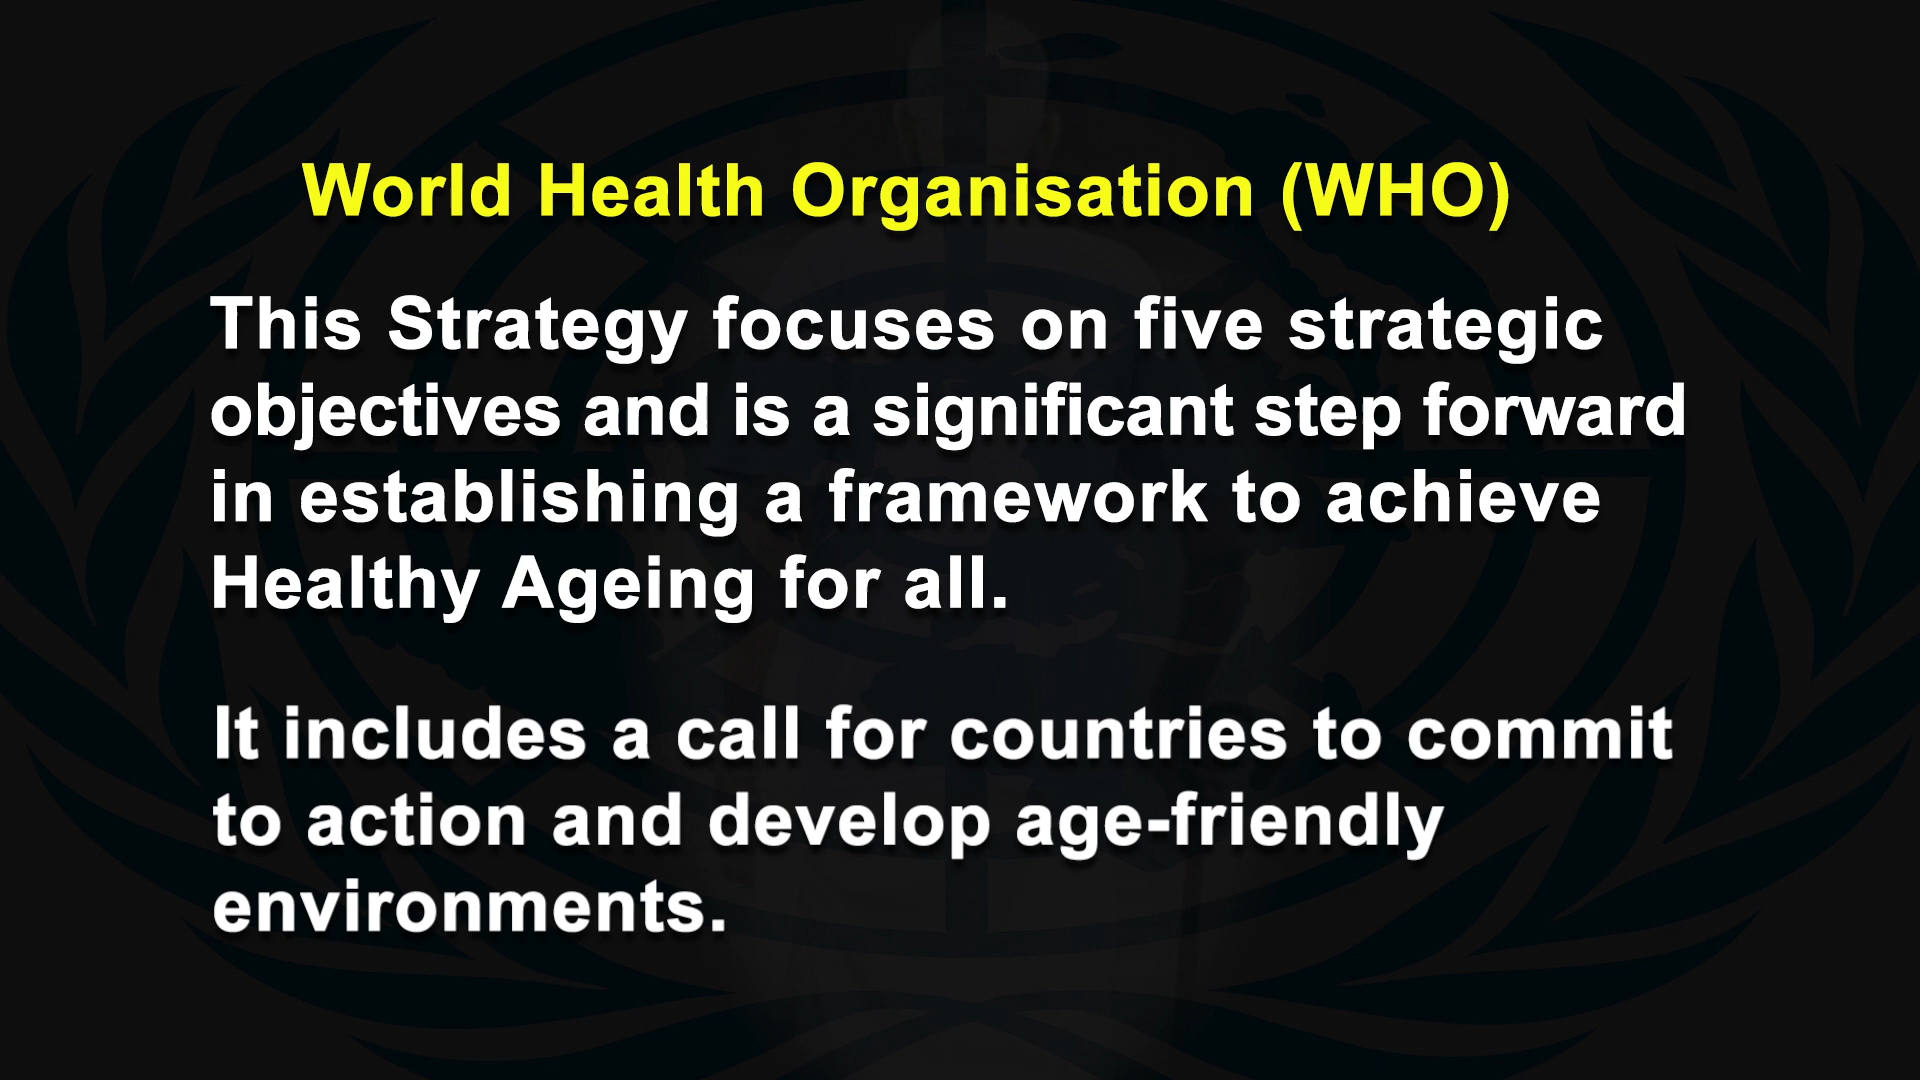 World Health Organisation (WHO)
This Strategy focuses on five strategic
objectives and is a significant step forward
in establishing a framework to achieve
Healthy Ageing for all.
It includes a call for countries to commit
to action and develop age-friendly
environments.